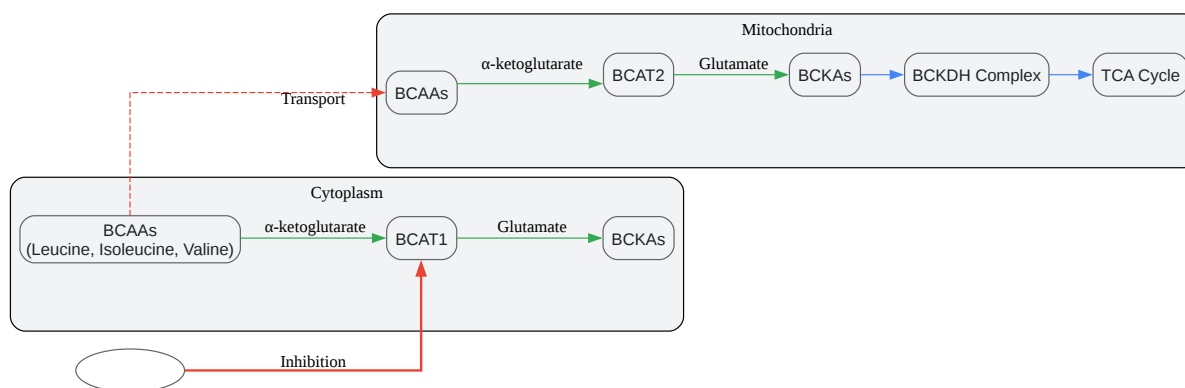 Mitochondria
α-ketoglutarate
Glutamate
BCAAs
BCAT2
BCKAs
BCKDH Complex
TCA Cycle
Transport
Cytoplasm
BCAAs
(Leucine, Isoleucine, Valine)
α-ketoglutarate
BCAT1
Glutamate
BCKAs
Inhibition